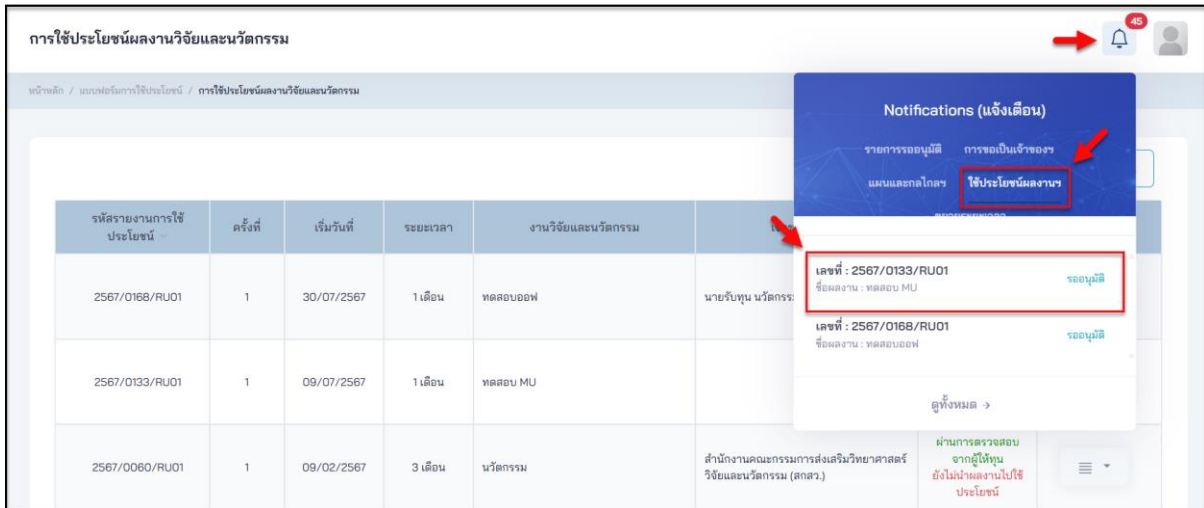 การใช้ประโยชน์ผลงานวิจัยและนวัตกรรม
45
หน้าหลัก / แบบฟอร์มการใช้ประโยชน์ / การใช้ประโยชน์ผลงานวิจัยและนวัตกรรม
Notifications (แจ้งเตือน)
รายการรออนุมัติ การขอเป็นเจ้าของฯ
แผนและกลไกลฯ ใช้ประโยชน์ผลงานฯ
ขยายระยะเวลา
รหัสรายงานการใช้
ประโยชน์
ครั้งที่
เริ่มวันที่
ระยะเวลา
งานวิจัยและนวัตกรรม
เลขที่ : 2567/0133/RU01
ชื่อผลงาน : ทดสอบ MU
รออนุมัติ
เลขที่ : 2567/0168/RU01
ชื่อผลงาน : ทดสอบออฟ
รออนุมัติ
ดูทั้งหมด →
2567/0168/RU01 1 30/07/2567 1 เดือน ทดสอบออฟ นายรับทุน นวัตกรร
2567/0133/RU01 1 09/07/2567 1 เดือน ทดสอบ MU
2567/0060/RU01 1 09/02/2567 3 เดือน นวัตกรรม
สำนักงานคณะกรรมการส่งเสริมวิทยาศาสตร์
วิจัยและนวัตกรรม (สกสว.)
ผ่านการตรวจสอบ
จากผู้ให้ทุน
ยังไม่นำผลงานไปใช้
ประโยชน์